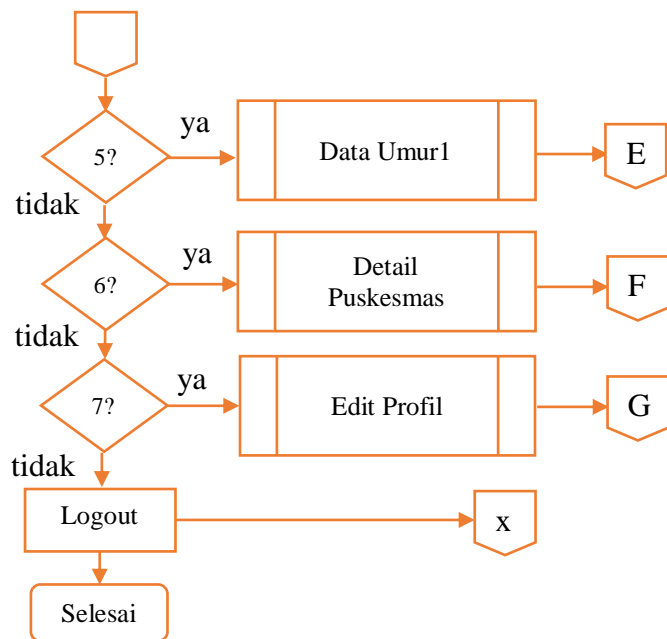 ya
5?
Data Umur1
E
tidak
ya
6?
Detail
Puskesmas
F
tidak
ya
7?
Edit Profil
G
tidak
Logout
x
Selesai